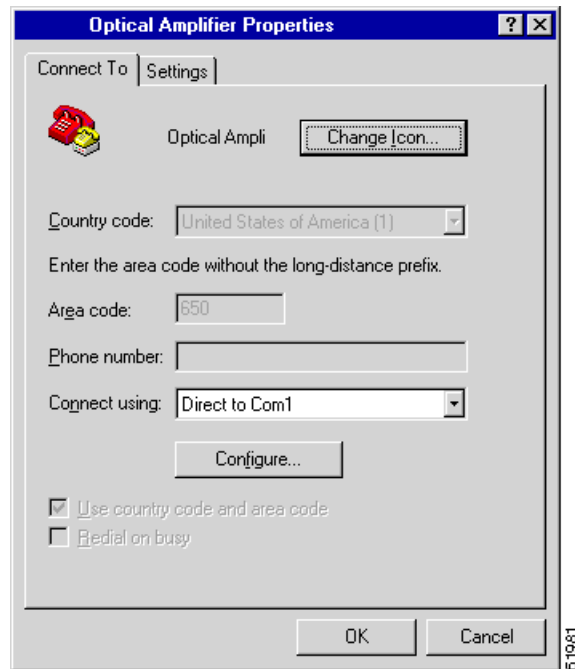 Optical Amplifier Properties
Connect To Settings
Optical Ampli Change Icon...
Country code: United States of America (1)
Enter the area code without the long-distance prefix.
Area code: 650
Phone number:
Connect using: Direct to Com1
Configure...
Use country code and area code
Redial on busy
OK Cancel
51981